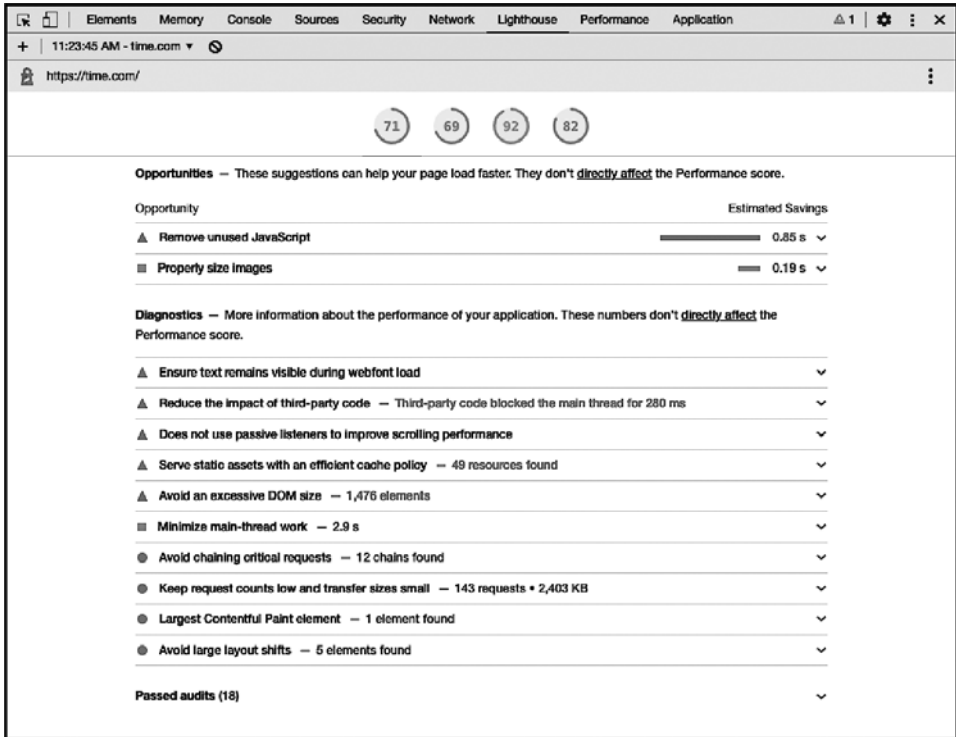 Elements Memory Console Sources Security Network Lighthouse Performance Application 1
11:23:45 AM - time.com
https://time.com/
71 69 92 82
Opportunities — These suggestions can help your page load faster. They don't directly affect the Performance score.
Opportunity Estimated Savings
Remove unused JavaScript 0.85 s
Properly size images 0.19 s
Diagnostics — More information about the performance of your application. These numbers don't directly affect the
Performance score.
Ensure text remains visible during webfont load
Reduce the impact of third-party code — Third-party code blocked the main thread for 280 ms
Does not use passive listeners to improve scrolling performance
Serve static assets with an efficient cache policy — 49 resources found
Avoid an excessive DOM size — 1,476 elements
Minimize main-thread work — 2.9 s
Avoid chaining critical requests — 12 chains found
Keep request counts low and transfer sizes small — 143 requests • 2,403 KB
Largest Contentful Paint element — 1 element found
Avoid large layout shifts — 5 elements found
Passed audits (18)